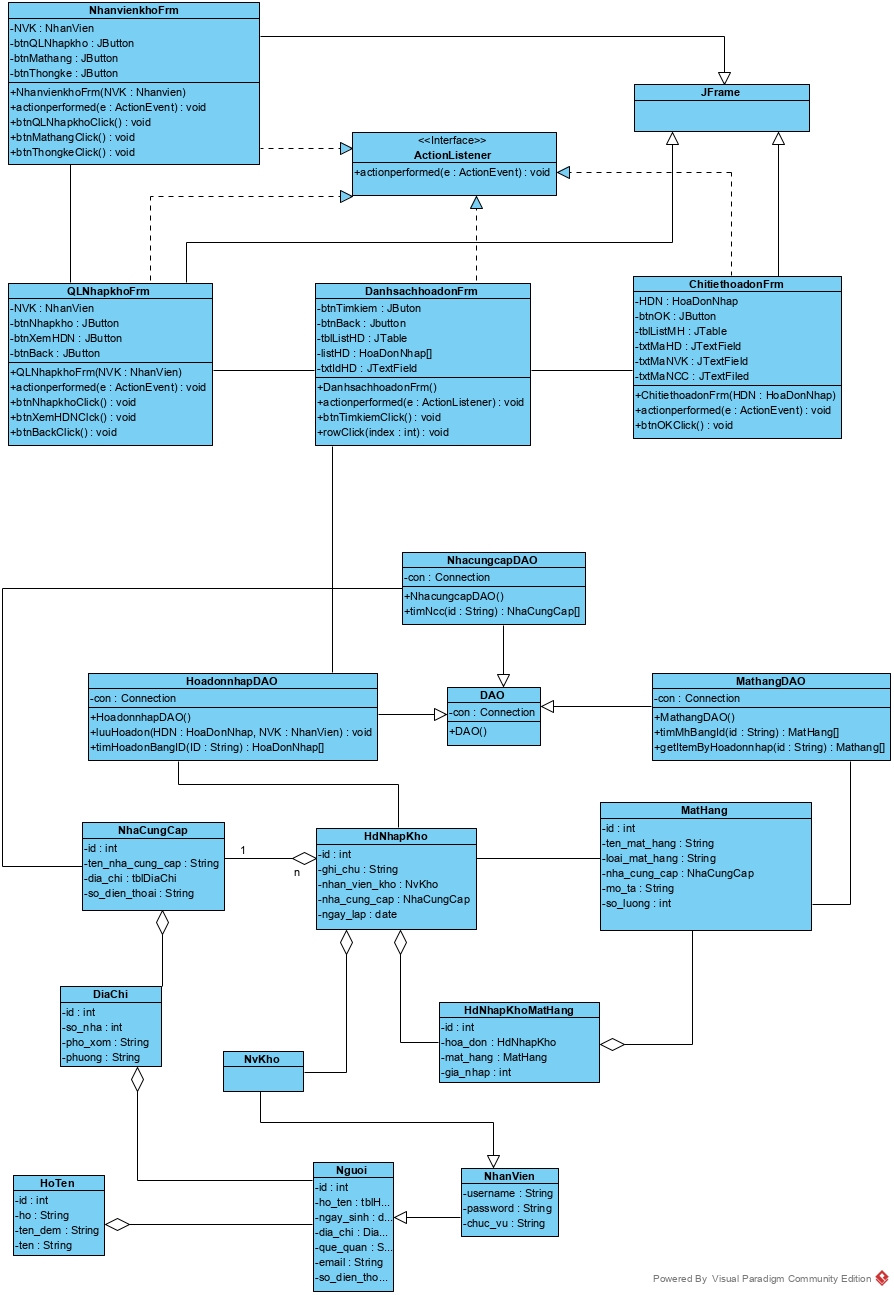 NhanvienkhoFrm
-NVK : NhanVien
-btnQLNhapkho : JButton
-btnMathang : JButton
-btnThongke : JButton
+NhanvienkhoFrm(NVK : Nhanvien)
+actionperformed(e : ActionEvent) : void
+btnQLNhapkhoClick() : void
+btnMathangClick() : void
+btnThongkeClick() : void
JFrame
<<Interface>>
ActionListener
+actionperformed(e : ActionEvent) : void
QLNhapkhoFrm
-NVK : NhanVien
-btnNhapkho : JButton
-btnXemHDN : JButton
-btnBack : JButton
+QLNhapkhoFrm(NVK : NhanVien)
+actionperformed(e : ActionEvent) : void
+btnNhapkhoClick() : void
+btnXemHDNClck() : void
+btnBackClick() : void
DanhsachhoadonFrm
-btnTimkiem : JButon
-btnBack : Jbutton
-tblListHD : JTable
-listHD : HoaDonNhap[]
-txtIdHD : JTextField
+DanhsachhoadonFrm()
+actionperformed(e : ActionListener) : void
+btnTimkiemClick() : void
+rowClick(index : int) : void
ChitiethoadonFrm
-HDN : HoaDonNhap
-btnOK : JButton
-tblListMH : JTable
-txtMaHD : JTextField
-txtMaNVK : JTextField
-txtMaNCC : JTextFiled
+ChitiethoadonFrm(HDN : HoaDonNhap)
+actionperformed(e : ActionEvent) : void
+btnOKClick() : void
NhacungcapDAO
-con : Connection
+NhacungcapDAO()
+timNcc(id : String) : NhaCungCap[]
HoadonnhapDAO
-con : Connection
+HoadonnhapDAO()
+luuHoadon(HDN : HoaDonNhap, NVK : NhanVien) : void
+timHoadonBangID(ID : String) : HoaDonNhap[]
DAO
-con : Connection
+DAO()
MathangDAO
-con : Connection
+MathangDAO()
+timMhBangId(id : String) : MatHang[]
+getItemByHoadonnhap(id : String) : Mathang[]
NhaCungCap
-id : int
-ten_nha_cung_cap : String
-dia_chi : tblDiaChi
-so_dien_thoai : String
1
n
HdNhapKho
-id : int
-ghi_chu : String
-nhan_vien_kho : NvKho
-nha_cung_cap : NhaCungCap
-ngay_lap : date
MatHang
-id : int
-ten_mat_hang : String
-loai_mat_hang : String
-nha_cung_cap : NhaCungCap
-mo_ta : String
-so_luong : int
DiaChi
-id : int
-so_nha : int
-pho_xom : String
-phuong : String
HdNhapKhoMatHang
-id : int
-hoa_don : HdNhapKho
-mat_hang : MatHang
-gia_nhap : int
NvKho
HoTen
-id : int
-ho : String
-ten_dem : String
-ten : String
Nguoi
-id : int
-ho_ten : tblH...
-ngay_sinh : d...
-dia_chi : Dia...
-que_quan : S...
-email : String
-so_dien_tho...
NhanVien
-username : String
-password : String
-chuc_vu : String
Powered By Visual Paradigm Community Edition